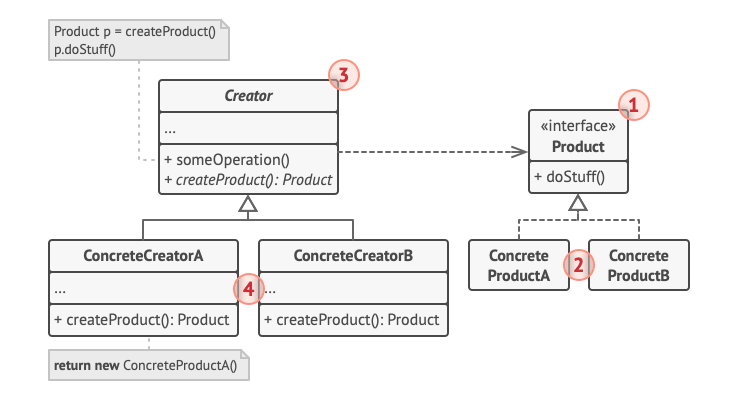 Product p = createProduct()
p.doStuff()
3
Creator
...
+ someOperation()
+ createProduct(): Product
1
«interface»
Product
+ doStuff()
ConcreteCreatorA
...
+ createProduct(): Product
4
ConcreteCreatorB
...
+ createProduct(): Product
Concrete
ProductA
2
Concrete
ProductB
return new ConcreteProductA()